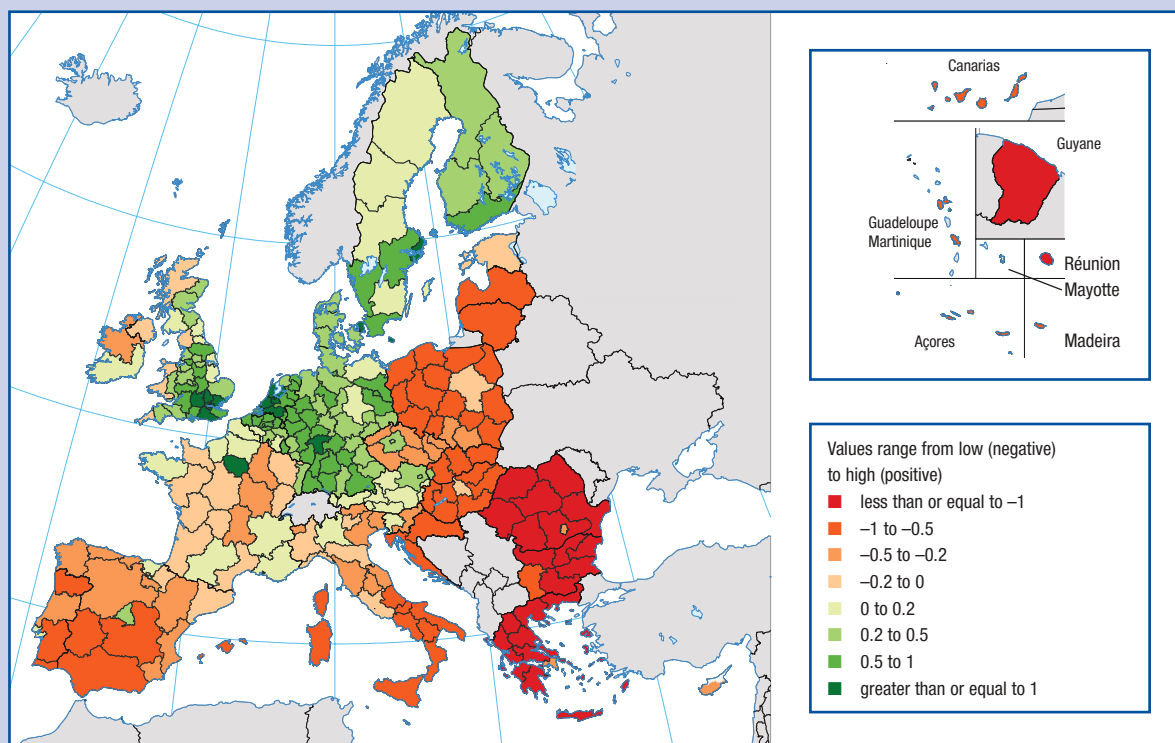 Canarias
Guyane
Guadeloupe
Martinique
Réunion
Mayotte
Açores
Madeira
Values range from low (negative)
to high (positive)
less than or equal to –1
–1 to –0.5
–0.5 to –0.2
–0.2 to 0
0 to 0.2
0.2 to 0.5
0.5 to 1
greater than or equal to 1